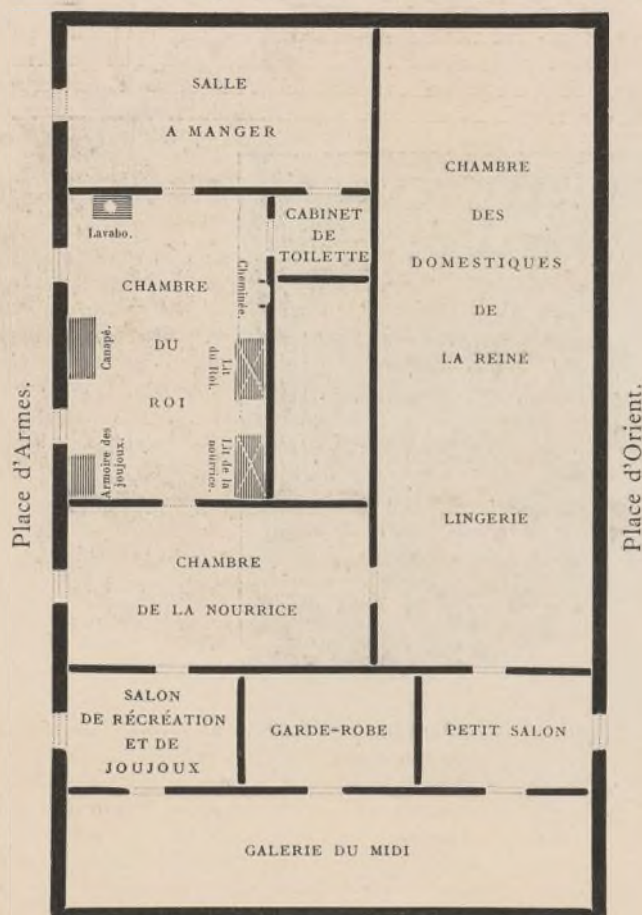 SALLE
A MANGER
CHAMBRE
DES
DOMESTIQUES
DE
LA REINE
LINGERIE
Lavabo.
CABINET
DE
TOILETTE
Cheminée.
CHAMBRE
DU
ROI
Canapé.
Lit
du Roi.
Armoire des
joujoux.
Lit de la
nourrice.
Place d'Armes.
Place d'Orient.
CHAMBRE
DE LA NOURRICE
SALON
DE RÉCRÉATION
ET DE
JOUJOUX
GARDE-ROBE
PETIT SALON
GALERIE DU MIDI